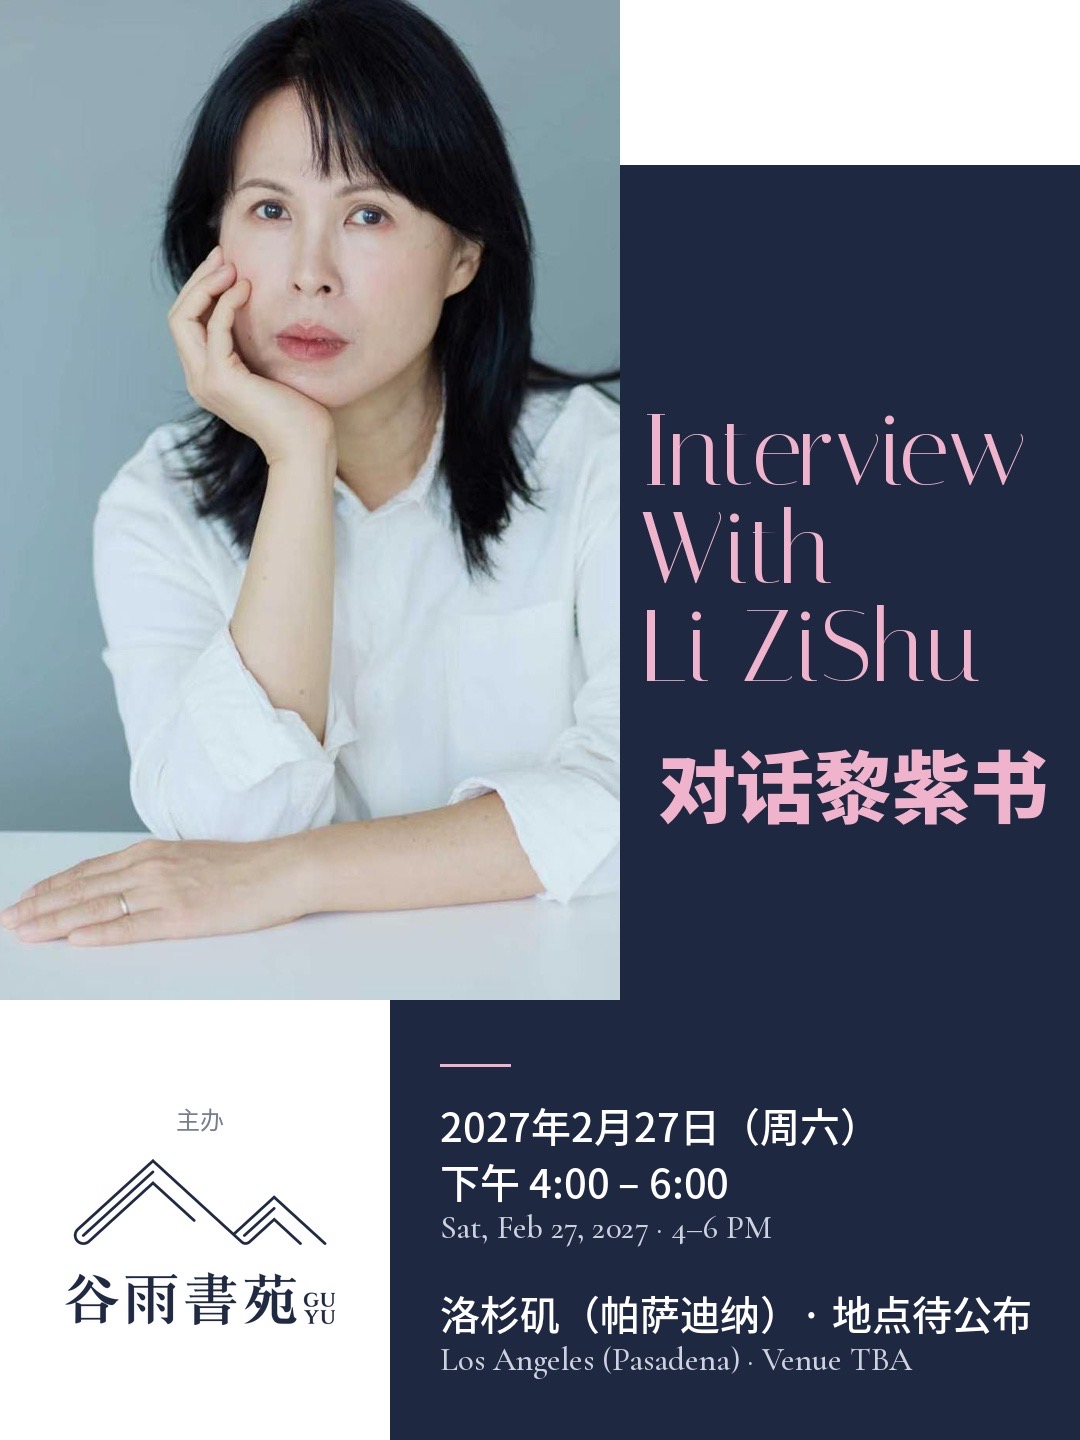 Interview
With
Li ZiShu
对话黎紫书
主办
谷雨書苑 GU YU
2027年2月27日（周六）
下午 4:00 – 6:00
Sat, Feb 27, 2027 · 4–6 PM
洛杉矶（帕萨迪纳）· 地点待公布
Los Angeles (Pasadena) · Venue TBA